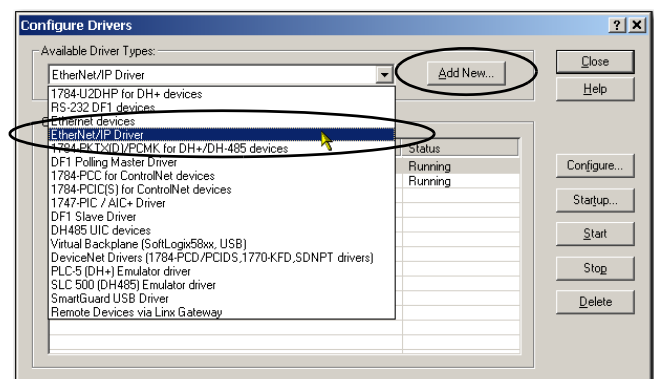 Configure Drivers
Available Driver Types:
EtherNet/IP Driver
Add New...
Close
Help
1784-U2DHP for DH+ devices
RS-232 DF1 devices
Ethernet devices
EtherNet/IP Driver
1784-PKTX(D)/PCMK for DH+/DH-485 devices
DF1 Polling Master Driver
1784-PCC for ControlNet devices
1784-PCIC(S) for ControlNet devices
1747-PIC / AIC+ Driver
DF1 Slave Driver
DH485 UIC devices
Virtual Backplane (SoftLogix58xx, USB)
DeviceNet Drivers (1784-PCD/PCIDS,1770-KFD,SDNPT drivers)
PLC-5 (DH+) Emulator driver
SLC 500 (DH485) Emulator driver
SmartGuard USB Driver
Remote Devices via Linx Gateway
Status
Running
Running
Configure...
Startup...
Start
Stop
Delete